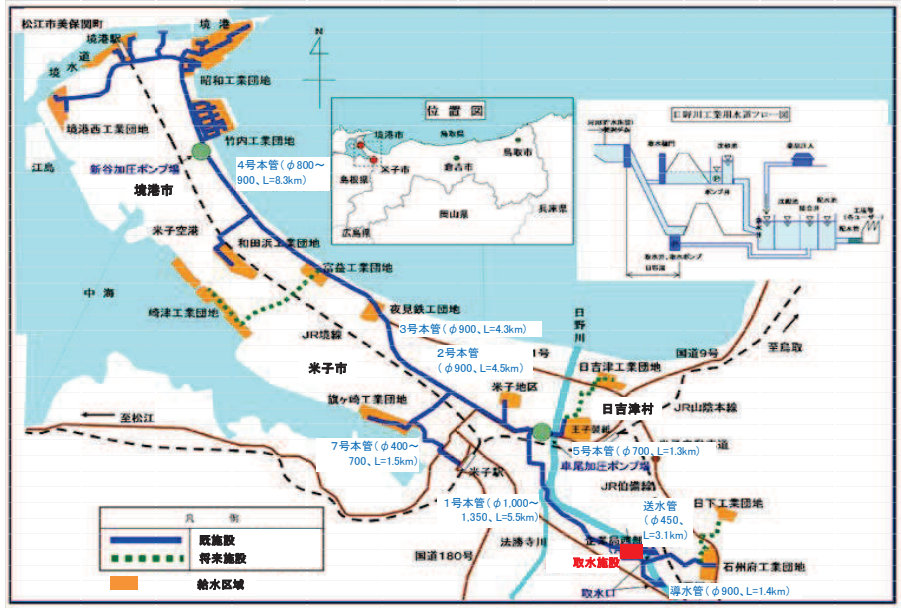 松江市美保関町
境港
境港駅
境水道
昭和工業団地
境港西工業団地
竹内工業団地
江島
新谷加圧ポンプ場
4号本管(φ800～
900、L=8.3km)
境港市
米子空港
和田浜工業団地
富益工業団地
中海
崎津工業団地
夜見鉄工団地
JR境線
3号本管(φ900、L=4.3km)
日野川
2号本管
(φ900、L=4.5km)
1号
国道9号
至鳥取
米子市
日吉津工業団地
米子地区
旗ヶ崎工業団地
日吉津村
JR山陰本線
至松江
王子製紙
7号本管(φ400～
700、L=1.5km)
5号本管(φ700、L=1.3km)
車尾加圧ポンプ場
米子駅
JR伯備線
1号本管(φ1,000～
1,350、L=5.5km)
送水管
(φ450、
L=3.1km)
日下工業団地
法勝寺川
国道180号
取水施設
石州府工業団地
取水口
導水管(φ900、L=1.4km)
凡例
既施設
将来施設
給水区域
N
位置図
境港市
鳥取県
鳥取市
米子市
倉吉市
島根県
岡山県
兵庫県
広島県
日野川工業用水道フロー図
沈砂池
薬品注入
ポンプ井
配水池
配水管